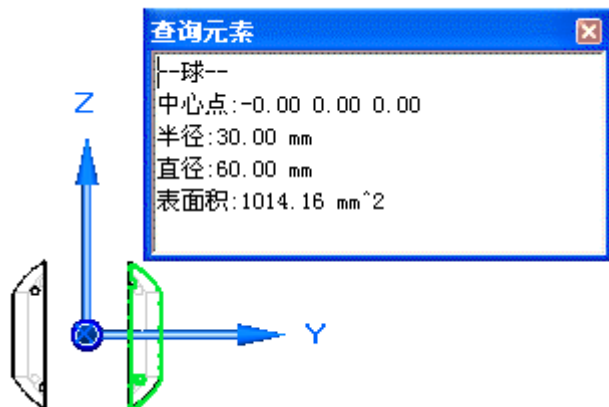 查询元素
--球--
中心点:-0.00 0.00 0.00
半径:30.00 mm
直径:60.00 mm
表面积:1014.16 mm^2
Z
Y